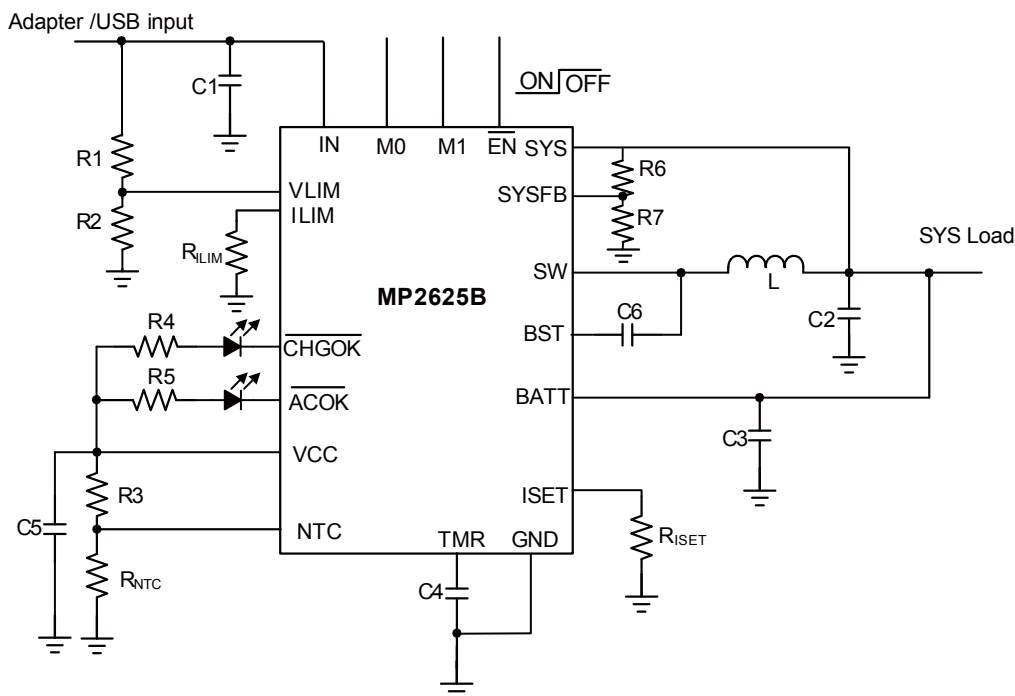 Adapter /USB input
C1
ON OFF
R1
R2
IN
M0
M1
EN
SYS
VLIM
ILIM
SYSFB
R6
R7
RILIM
SW
L
SYS Load
MP2625B
C6
C2
BST
R4
CHGOK
R5
ACOK
BATT
C3
VCC
R3
ISET
C5
NTC
TMR
GND
RISET
RNTC
C4